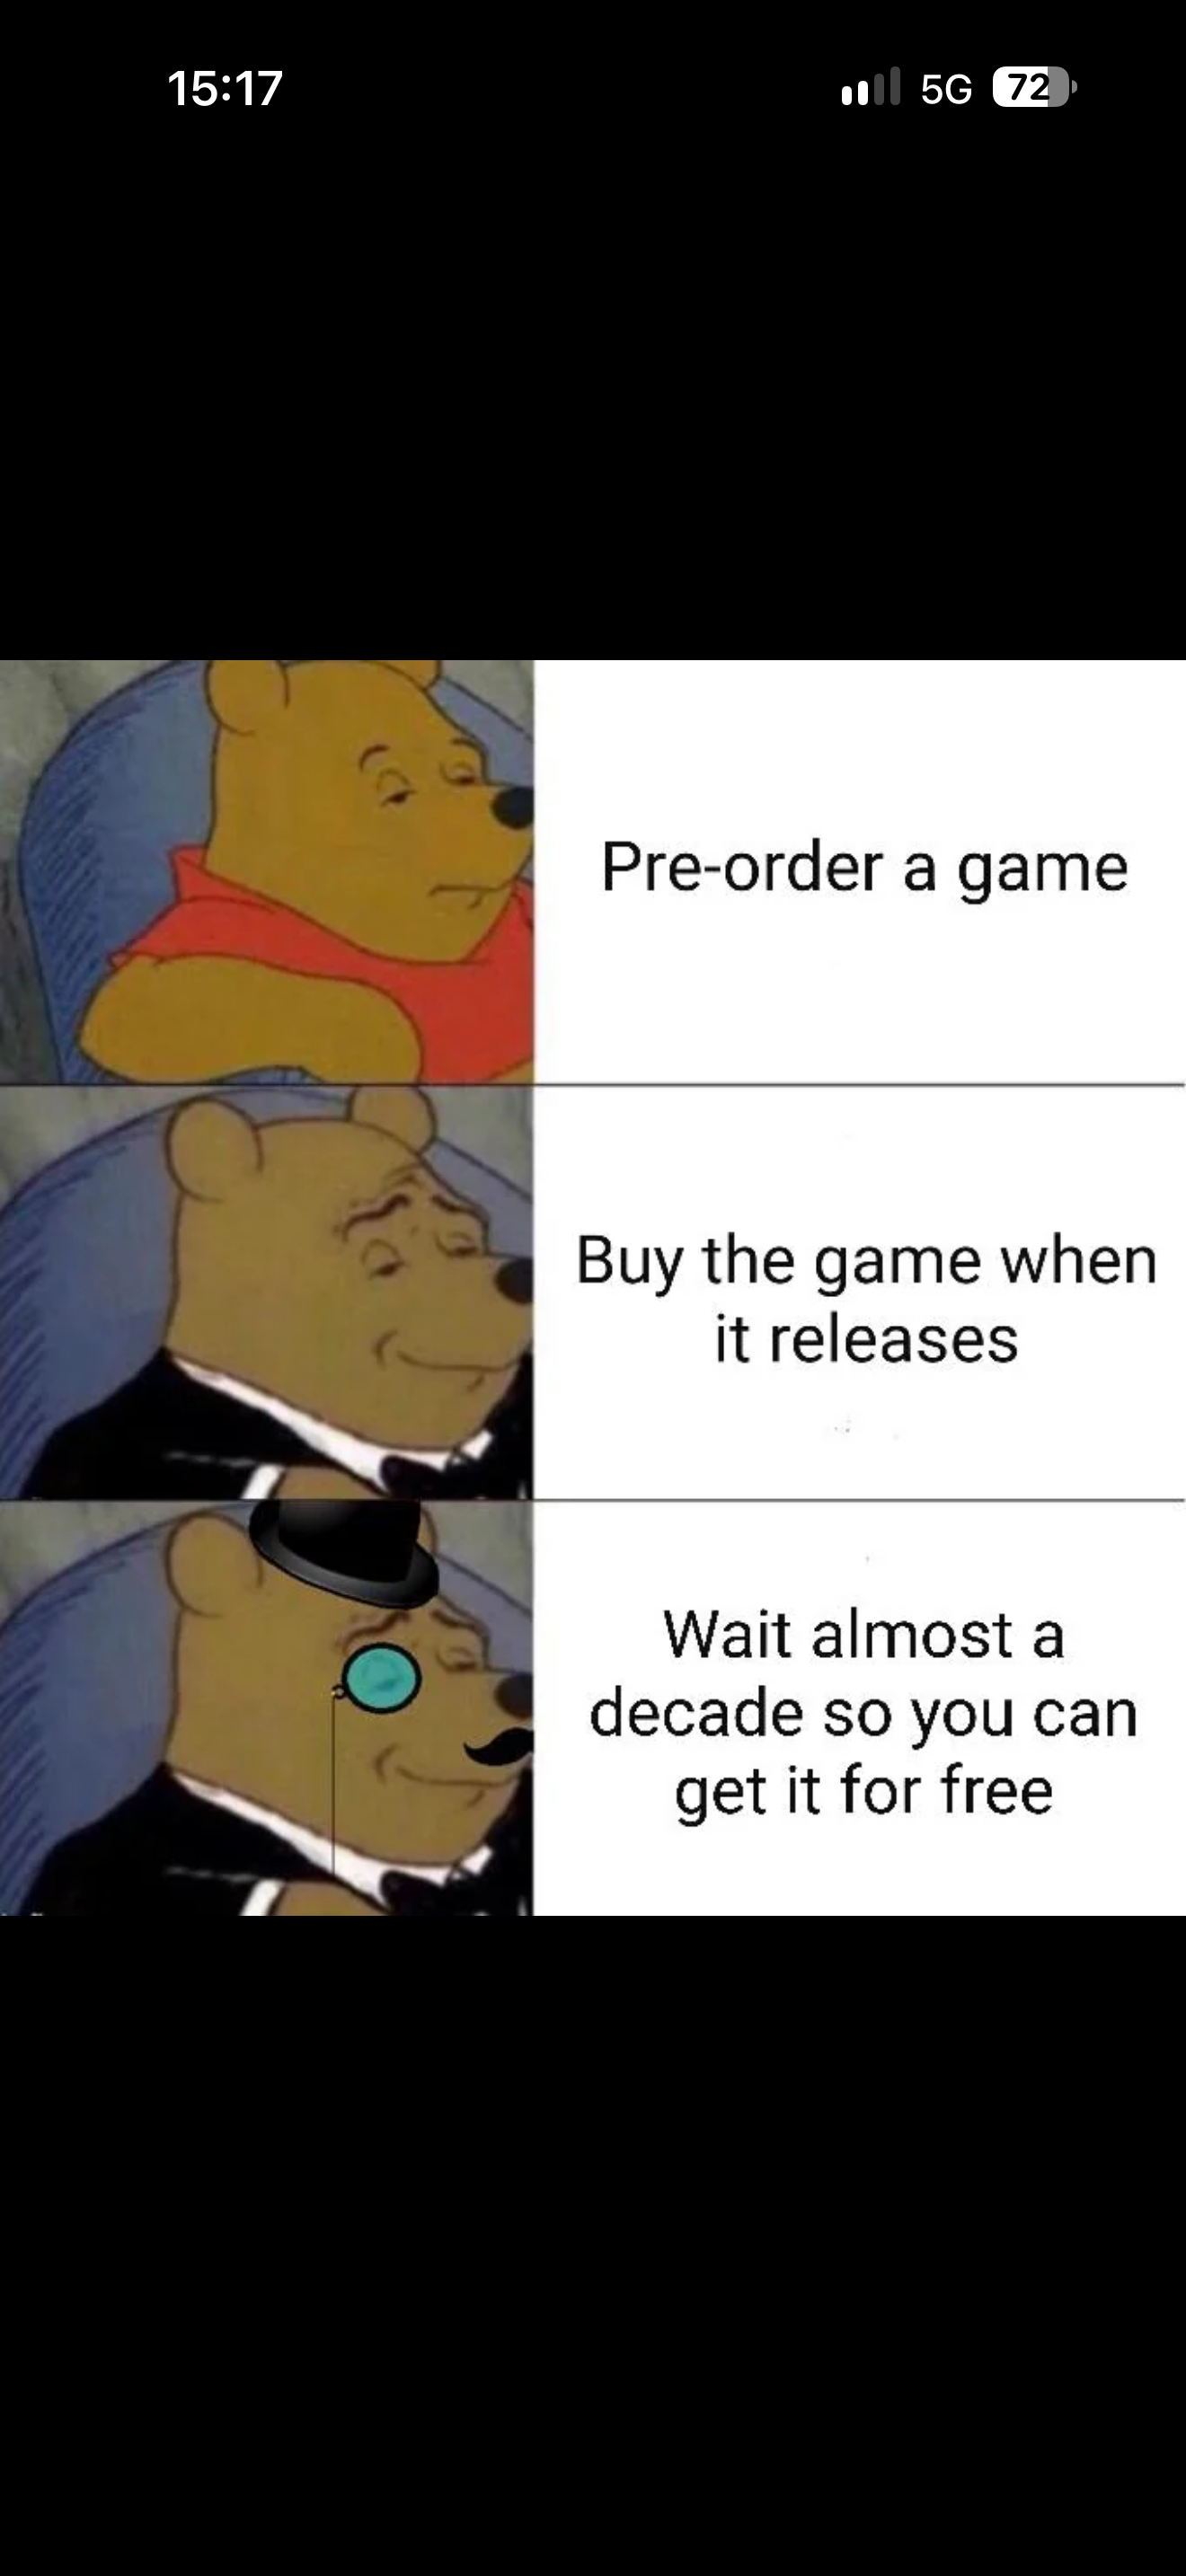 15:17
5G 72
Pre-order a game
Buy the game when
it releases
Wait almost a
decade so you can
get it for free